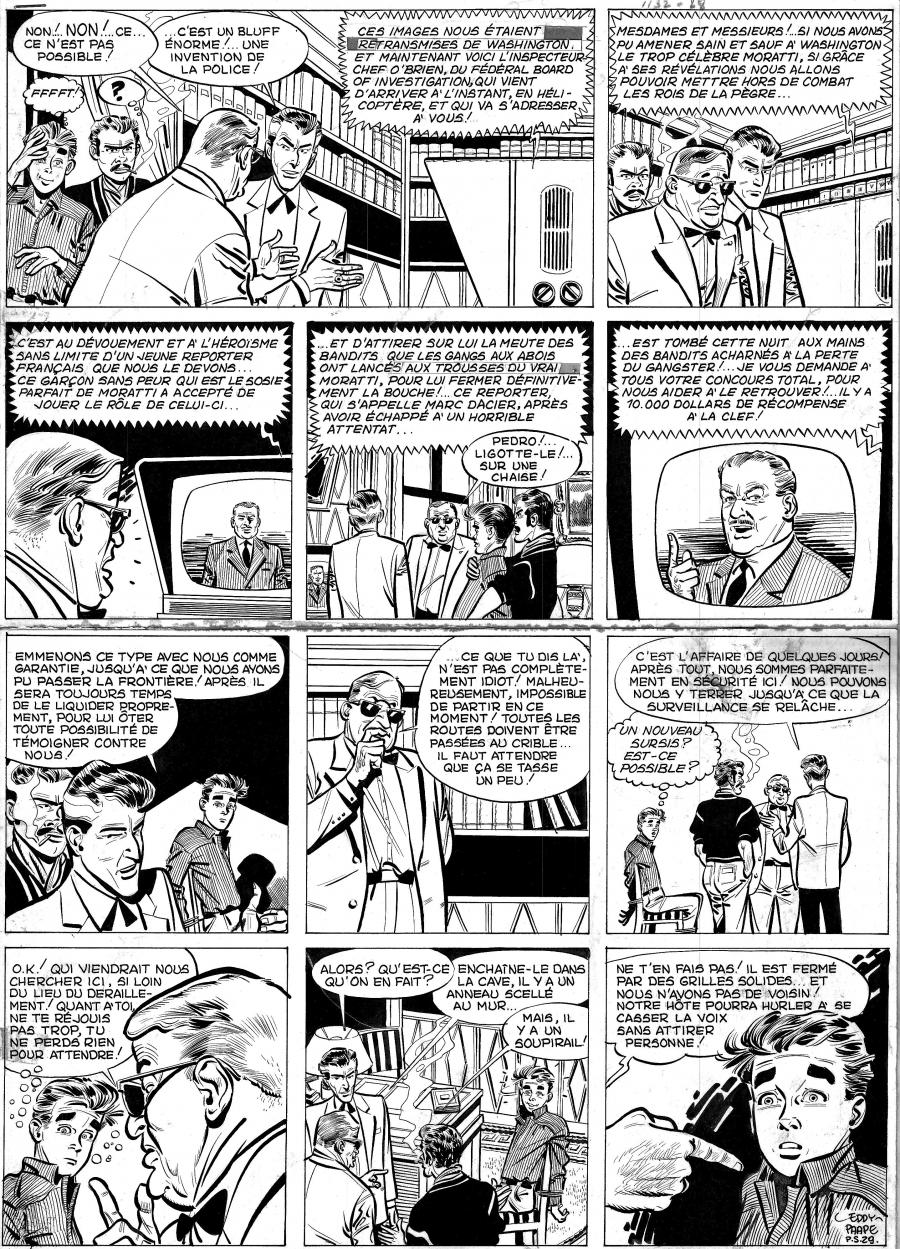 1132-28
NON!.. NON!..CE...
CE N'EST PAS
POSSIBLE!
...C'EST UN BLUFF
ÉNORME!... UNE
INVENTION DE
LA POLICE!
FFFFT!
?
CES IMAGES NOUS ÉTAIENT
RETRANSMISES DE WASHINGTON.
ET MAINTENANT VOICI L'INSPECTEUR-
CHEF O'BRIEN, DU FÉDÉRAL BOARD
OF INVESTIGATION, QUI VIENT
D'ARRIVER À L'INSTANT, EN HÉLI-
COPTÈRE, ET QUI VA S'ADRESSER
À VOUS!
MESDAMES ET MESSIEURS!..SI NOUS AVONS
PU AMENER SAIN ET SAUF À WASHINGTON
LE TROP CÉLÈBRE MORATTI, SI GRÂCE
À SES RÉVÉLATIONS NOUS ALLONS
POUVOIR METTRE HORS DE COMBAT
LES ROIS DE LA PÈGRE...
C'EST AU DÉVOUEMENT ET À L'HÉROÏSME
SANS LIMITE D'UN JEUNE REPORTER
FRANÇAIS QUE NOUS LE DEVONS...
CE GARÇON SANS PEUR QUI EST LE SOSIE
PARFAIT DE MORATTI A ACCEPTÉ DE
JOUER LE RÔLE DE CELUI-CI...
...ET D'ATTIRER SUR LUI LA MEUTE DES
BANDITS QUE LES GANGS AUX ABOIS
ONT LANCÉS AUX TROUSSES DU VRAI
MORATTI, POUR LUI FERMER DÉFINITIVE-
MENT LA BOUCHE!... CE REPORTER,
QUI S'APPELLE MARC DACIER, APRÈS
AVOIR ÉCHAPPÉ À UN HORRIBLE
ATTENTAT...
PEDRO!...
LIGOTTE-LE!...
SUR UNE
CHAISE!
...EST TOMBÉ CETTE NUIT AUX MAINS
DES BANDITS ACHARNÉS À LA PERTE
DU GANGSTER!...JE VOUS DEMANDE À
TOUS VOTRE CONCOURS TOTAL, POUR
NOUS AIDER À LE RETROUVER!...IL Y A
10.000 DOLLARS DE RÉCOMPENSE
À LA CLEF!
EMMENONS CE TYPE AVEC NOUS COMME
GARANTIE, JUSQU'À CE QUE NOUS AYONS
PU PASSER LA FRONTIÈRE! APRÈS IL
SERA TOUJOURS TEMPS
DE LE LIQUIDER PROPRE-
MENT, POUR LUI ÔTER
TOUTE POSSIBILITÉ DE
TÉMOIGNER CONTRE
NOUS!
...CE QUE TU DIS LÀ,
N'EST PAS COMPLÈTE-
MENT IDIOT! MALHEU-
REUSEMENT, IMPOSSIBLE
DE PARTIR EN CE
MOMENT! TOUTES LES
ROUTES DOIVENT ÊTRE
PASSÉES AU CRIBLE...
IL FAUT ATTENDRE
QUE ÇA SE TASSE
UN PEU!
C'EST L'AFFAIRE DE QUELQUES JOURS!
APRÈS TOUT, NOUS SOMMES PARFAITE-
MENT EN SÉCURITÉ ICI! NOUS POUVONS
NOUS Y TERRER JUSQU'À CE QUE LA
SURVEILLANCE SE RELÂCHE...
UN NOUVEAU
SURSIS?
EST-CE
POSSIBLE?
O.K.! QUI VIENDRAIT NOUS
CHERCHER ICI, SI LOIN
DU LIEU DU DERAILLE-
MENT! QUANT À TOI,
NE TE RÉJOUIS
PAS TROP, TU
NE PERDS RIEN
POUR ATTENDRE!
ALORS? QU'EST-CE
QU'ON EN FAIT?
ENCHAÎNE-LE DANS
LA CAVE, IL Y A UN
ANNEAU SCELLÉ
AU MUR...
MAIS, IL
Y A UN
SOUPIRAIL!
NE T'EN FAIS PAS! IL EST FERMÉ
PAR DES GRILLES SOLIDES... ET
NOUS N'AVONS PAS DE VOISIN!
NOTRE HÔTE POURRA HURLER À SE
CASSER LA VOIX
SANS ATTIRER
PERSONNE!
EDDY
PAAPE
P.S.29.